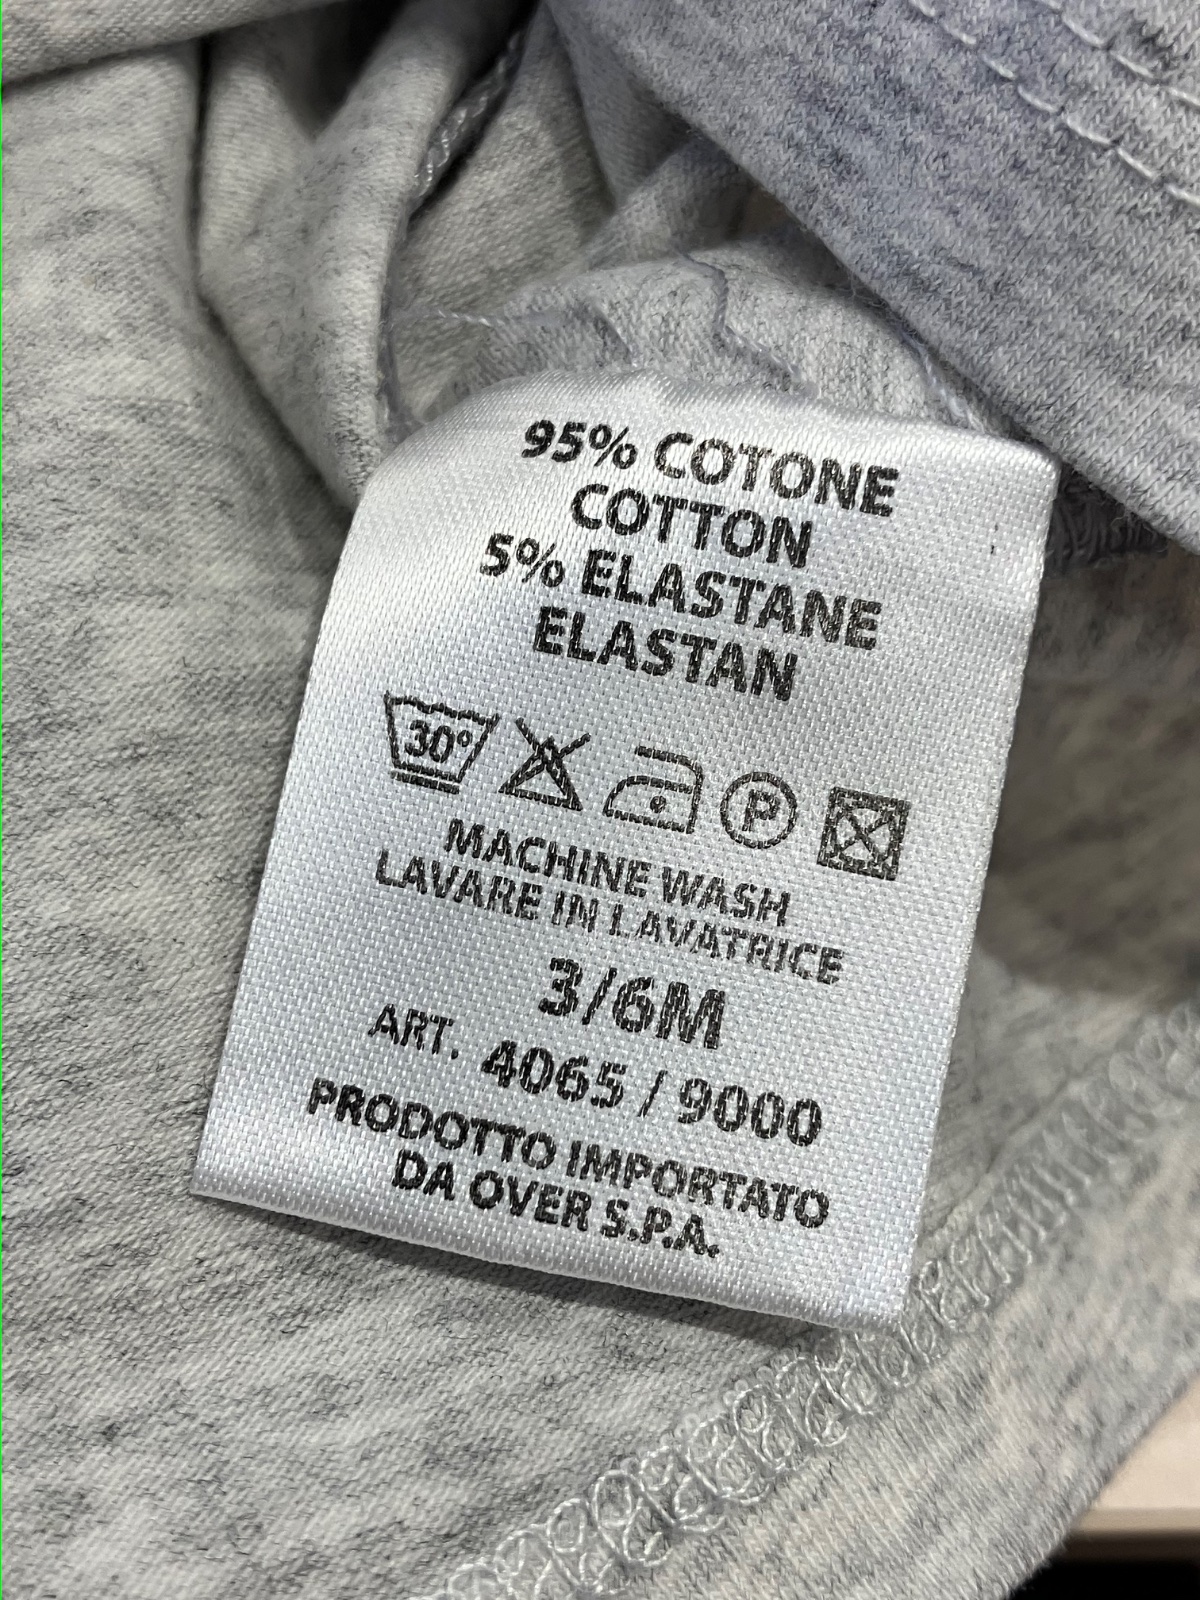 95% COTONE
COTTON
5% ELASTANE
ELASTAN
30°
P
MACHINE WASH
LAVARE IN LAVATRICE
3/6M
ART. 4065 / 9000
PRODOTTO IMPORTATO
DA OVER S.P.A.